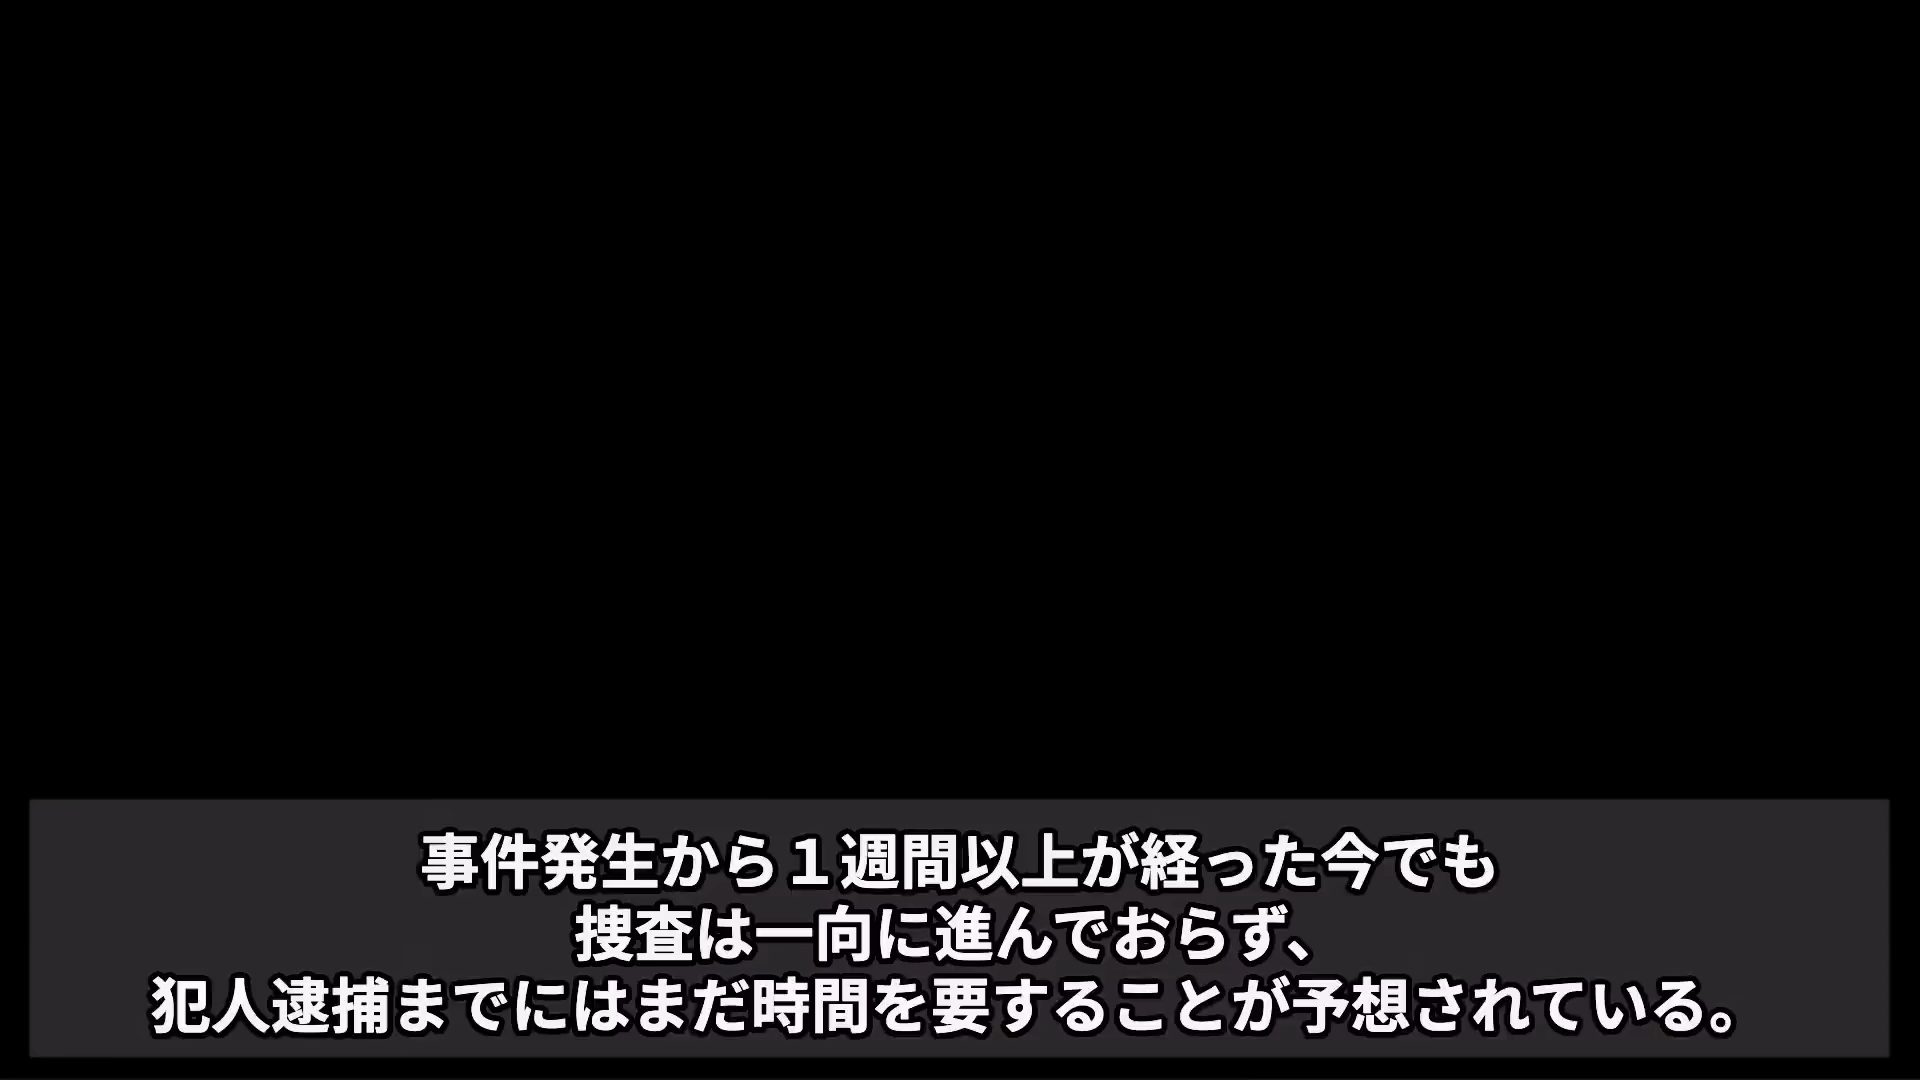 事件発生から１週間以上が経った今でも
捜査は一向に進んでおらず、
犯人逮捕までにはまだ時間を要することが予想されている。